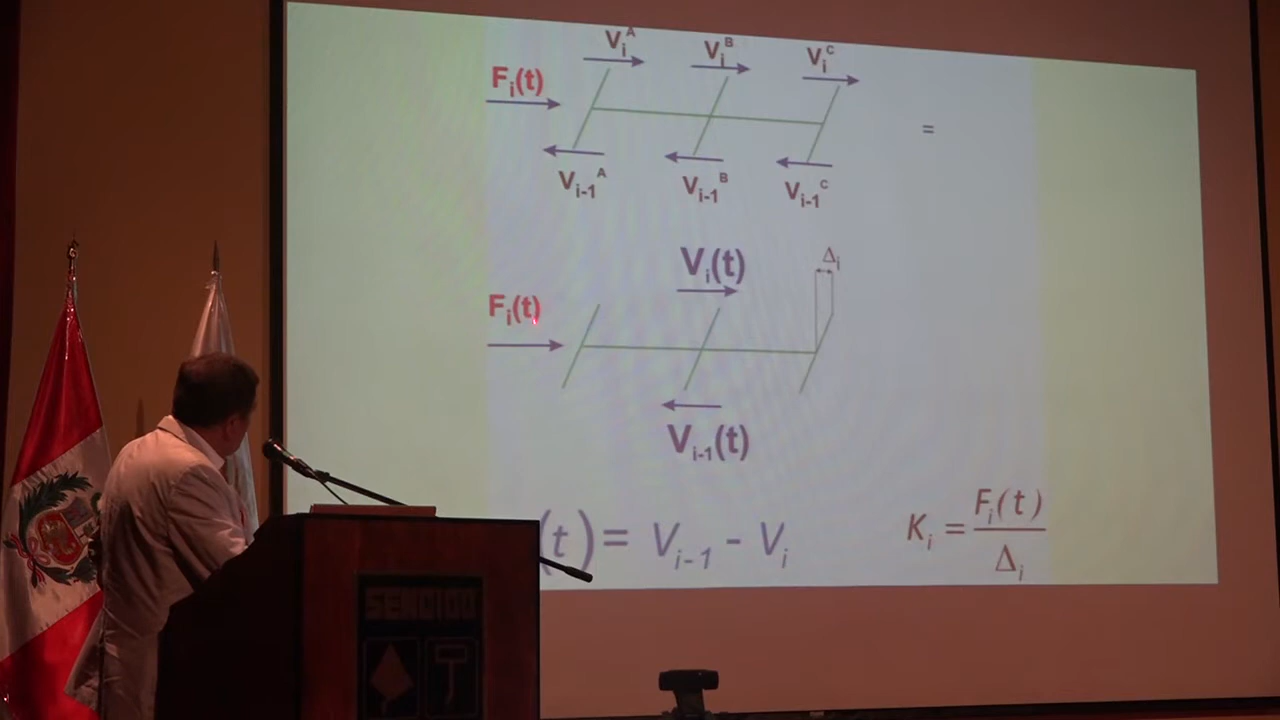 V_i^A V_i^B V_i^C
F_i(t)
=
V_{i-1}^A V_{i-1}^B V_{i-1}^C
V_i(t) Δ_i
F_i(t)
V_{i-1}(t)
(t) = V_{i-1} - V_i
K_i = F_i(t) / Δ_i
SENCICO